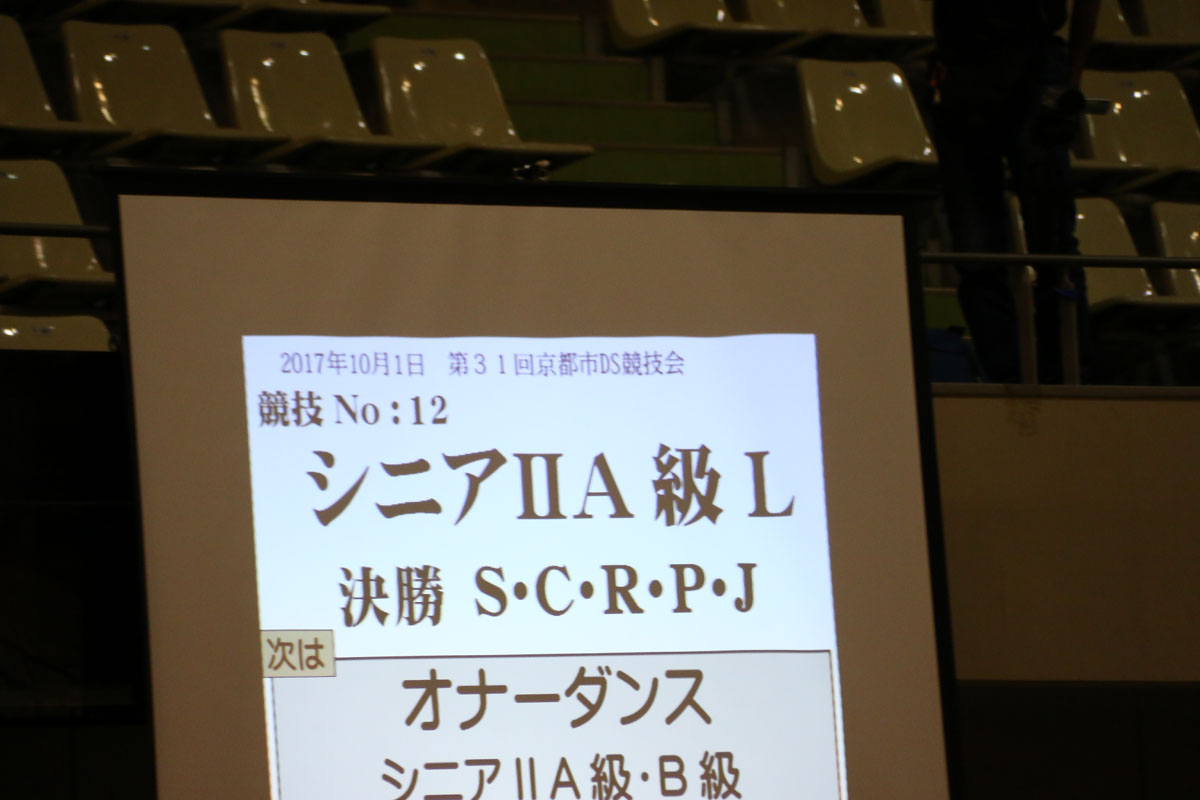 2017年10月1日　第３１回京都市DS競技会
競技 No : 12
シニアⅡA 級 L
決勝 S・C・R・P・J
次は
オナーダンス
シニアⅡＡ級・Ｂ級